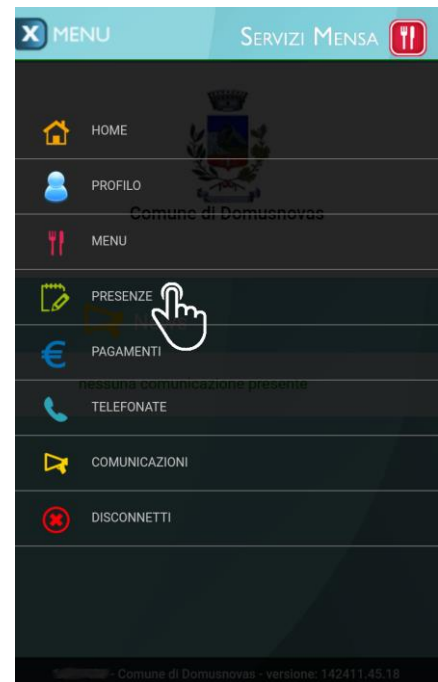 X MENU SERVIZI MENSA
HOME
PROFILO
Comune di Domusnovas
MENU
PRESENZE
News
PAGAMENTI
nessuna comunicazione presente
TELEFONATE
COMUNICAZIONI
DISCONNETTI
- Comune di Domusnovas - versione: 142411.45.18